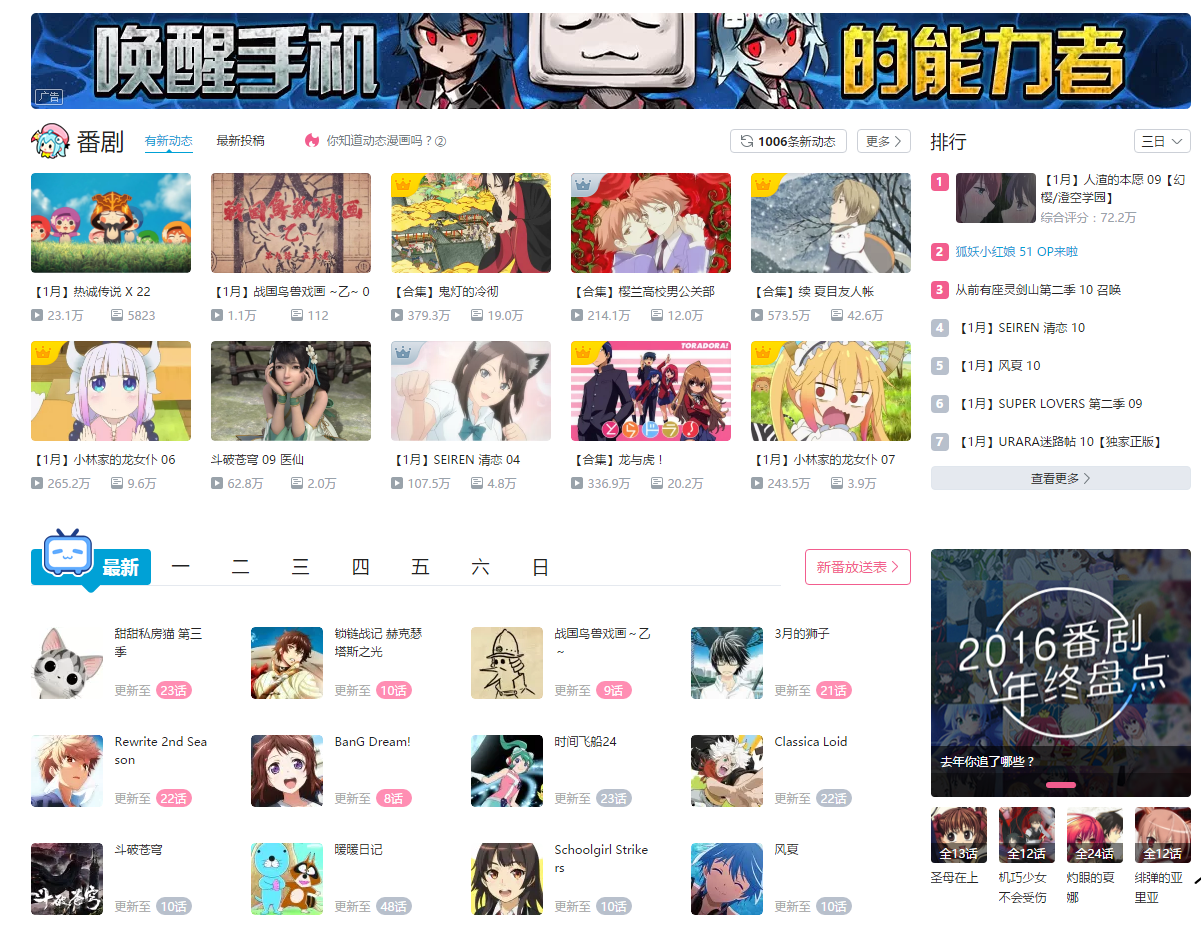 唤醒手机
的能力者
广告
番剧 有新动态 最新投稿 你知道动态漫画吗？② 1006条新动态 更多
战国鸟兽戯画
乙
TORADORA!
とらドラ!
【1月】热诚传说 X 22
23.1万 5823
【1月】战国鸟兽戏画 ~乙~ 0
1.1万 112
【合集】鬼灯的冷彻
379.3万 19.0万
【合集】樱兰高校男公关部
214.1万 12.0万
【合集】续 夏目友人帐
573.5万 42.6万
【1月】小林家的龙女仆 06
265.2万 9.6万
斗破苍穹 09 医仙
62.8万 2.0万
【1月】SEIREN 清恋 04
107.5万 4.8万
【合集】龙与虎！
336.9万 20.2万
【1月】小林家的龙女仆 07
243.5万 3.9万
排行 三日
1 【1月】人渣的本愿 09【幻
樱/澄空学园】
综合评分：72.2万
2 狐妖小红娘 51 OP来啦
3 从前有座灵剑山第二季 10 召唤
4 【1月】SEIREN 清恋 10
5 【1月】风夏 10
6 【1月】SUPER LOVERS 第二季 09
7 【1月】URARA迷路帖 10【独家正版】
查看更多
最新 一 二 三 四 五 六 日 新番放送表
甜甜私房猫 第三
季
更新至 23话
锁链战记 赫克瑟
塔斯之光
更新至 10话
战国鸟兽戏画～乙
~
更新至 9话
3月的狮子
更新至 21话
Rewrite 2nd Sea
son
更新至 22话
BanG Dream!
更新至 8话
时间飞船24
更新至 23话
Classica Loid
更新至 22话
斗破苍穹
斗破苍穹
更新至 10话
暖暖日记
更新至 48话
Schoolgirl Strike
rs
更新至 10话
风夏
更新至 10话
2016番剧
年终盘点
去年你追了哪些？
全13话
圣母在上
全12话
机巧少女
不会受伤
全24话
灼眼的夏
娜
全12话
绯弹的亚
里亚